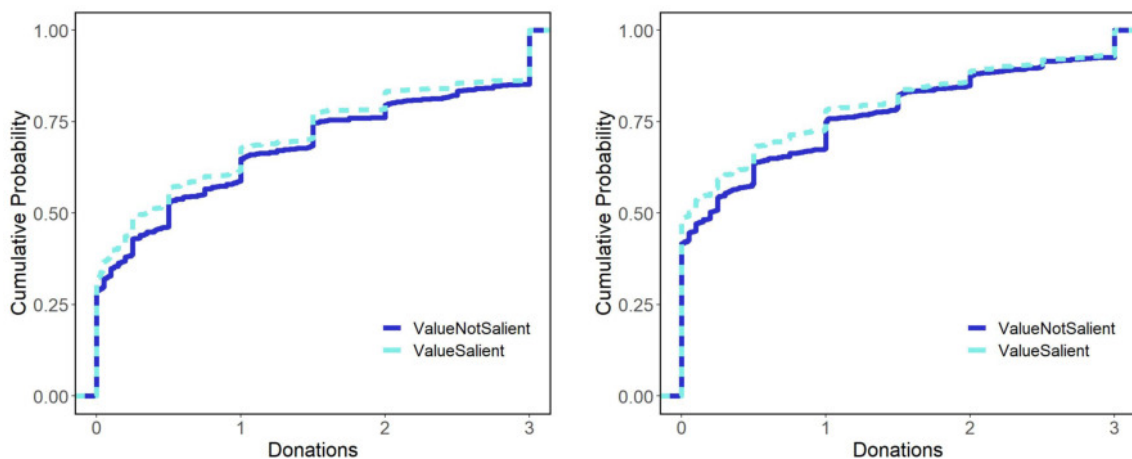 1.00
0.75
0.50
0.25
0.00
Cumulative Probability
ValueNotSalient
ValueSalient
0 1 2 3
Donations
1.00
0.75
0.50
0.25
0.00
Cumulative Probability
ValueNotSalient
ValueSalient
0 1 2 3
Donations